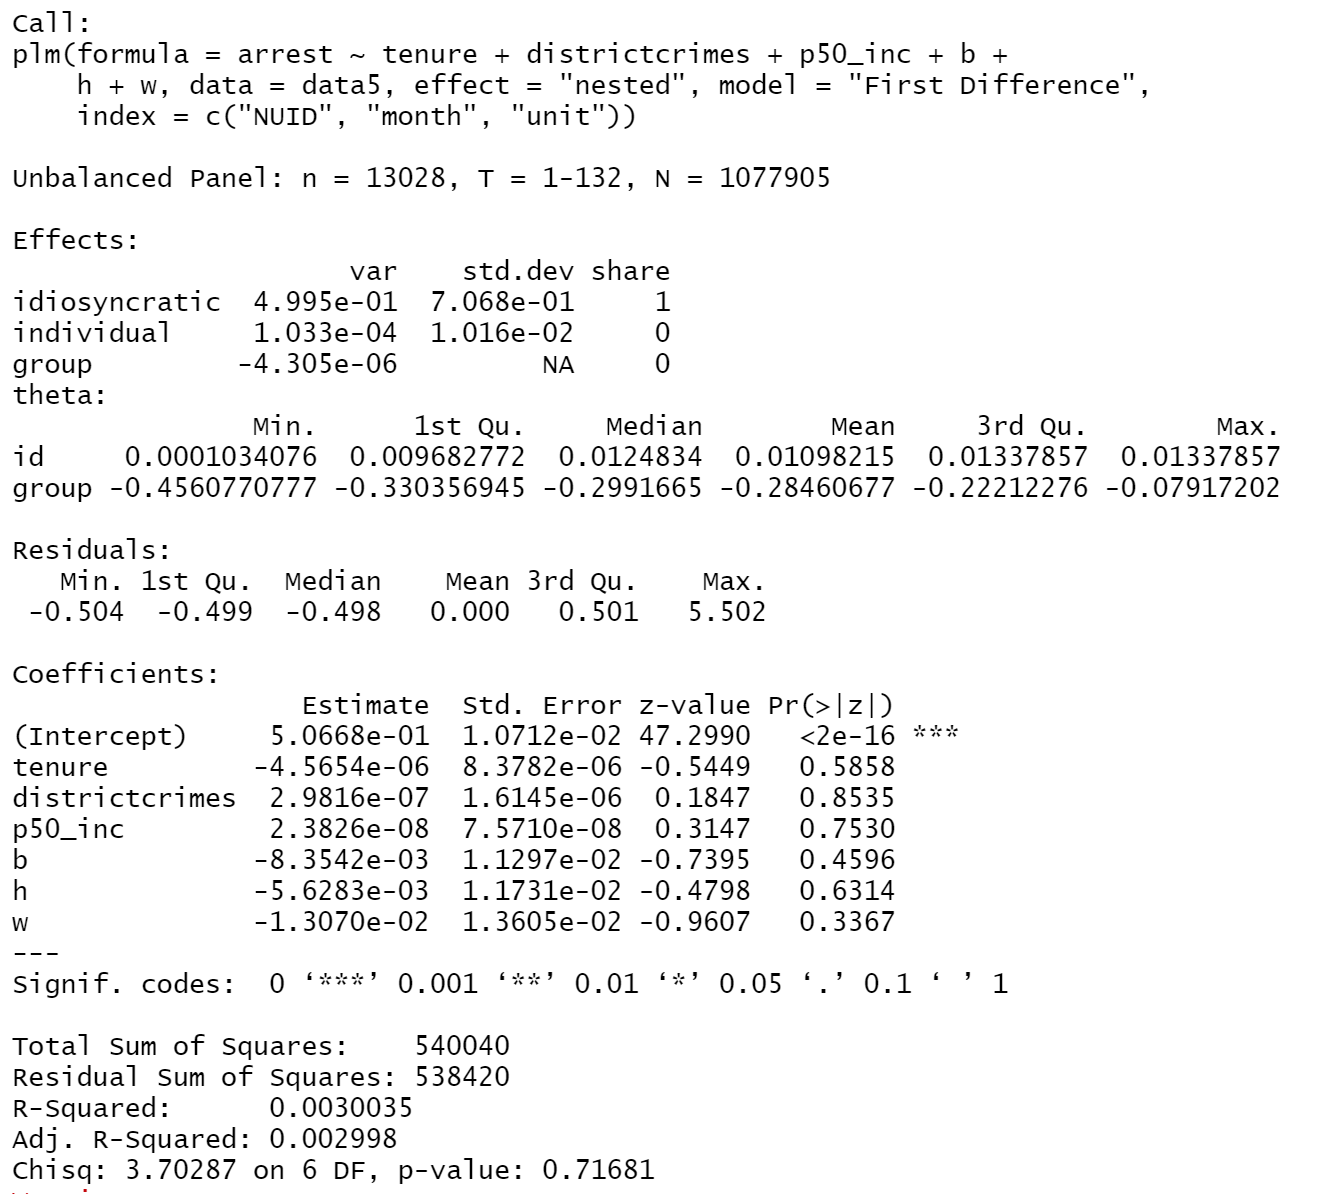 Call:
plm(formula = arrest ~ tenure + districtcrimes + p50_inc + b +
    h + w, data = data5, effect = "nested", model = "First Difference",
    index = c("NUID", "month", "unit"))
Unbalanced Panel: n = 13028, T = 1-132, N = 1077905
Effects:
                     var    std.dev share
idiosyncratic  4.995e-01  7.068e-01     1
individual     1.033e-04  1.016e-02     0
group         -4.305e-06         NA     0
theta:
               Min.      1st Qu.     Median        Mean     3rd Qu.        Max.
id     0.0001034076  0.009682772  0.0124834  0.01098215  0.01337857  0.01337857
group -0.4560770777 -0.330356945 -0.2991665 -0.28460677 -0.22212276 -0.07917202
Residuals:
   Min. 1st Qu.  Median    Mean 3rd Qu.    Max.
 -0.504  -0.499  -0.498   0.000   0.501   5.502
Coefficients:
                  Estimate  Std. Error z-value Pr(>|z|)
(Intercept)     5.0668e-01  1.0712e-02 47.2990   <2e-16 ***
tenure         -4.5654e-06  8.3782e-06 -0.5449   0.5858
districtcrimes  2.9816e-07  1.6145e-06  0.1847   0.8535
p50_inc         2.3826e-08  7.5710e-08  0.3147   0.7530
b              -8.3542e-03  1.1297e-02 -0.7395   0.4596
h              -5.6283e-03  1.1731e-02 -0.4798   0.6314
w              -1.3070e-02  1.3605e-02 -0.9607   0.3367
---
Signif. codes:  0 ‘***’ 0.001 ‘**’ 0.01 ‘*’ 0.05 ‘.’ 0.1 ‘ ’ 1
Total Sum of Squares:    540040
Residual Sum of Squares: 538420
R-Squared:      0.0030035
Adj. R-Squared: 0.002998
Chisq: 3.70287 on 6 DF, p-value: 0.71681